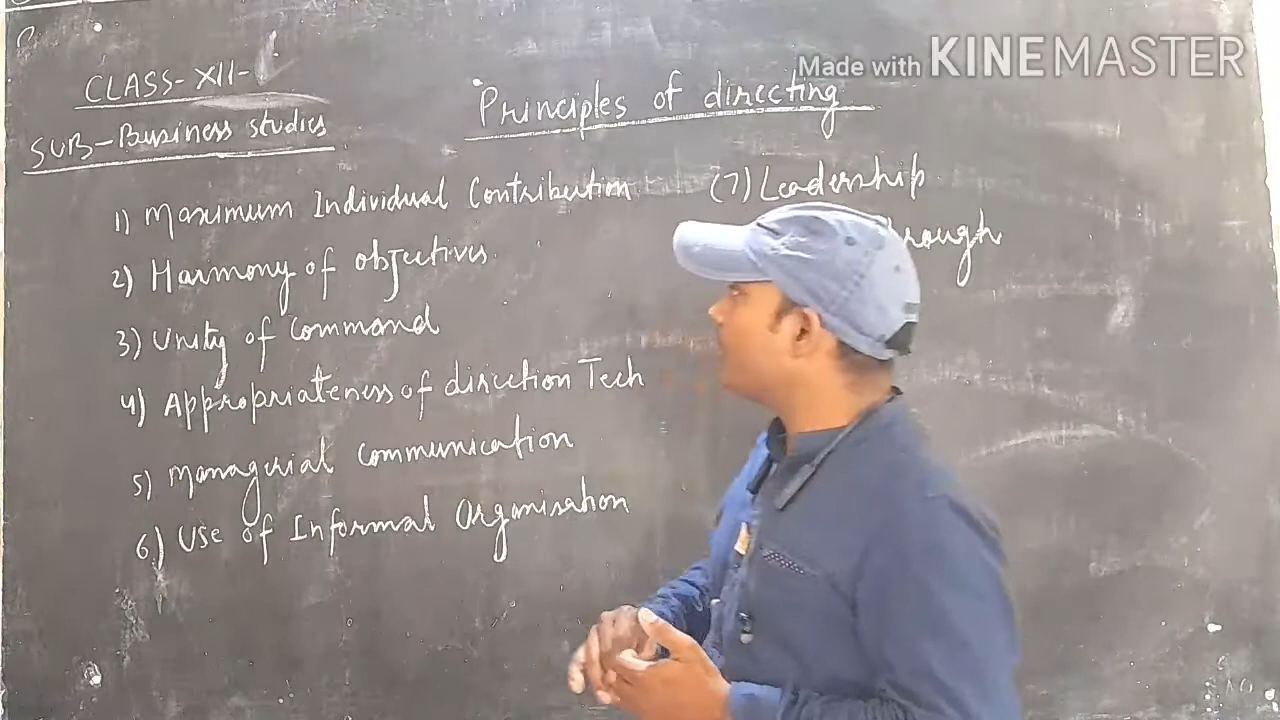 Made with KINEMASTER
CLASS-XII-
SUB-Business studies
Principles of directing
1) Maximum Individual Contribution
2) Harmony of objectives
3) Unity of Command
4) Appropriateness of direction Tech
5) Managerial communication
6) Use of Informal Organisation
(7) Leadership